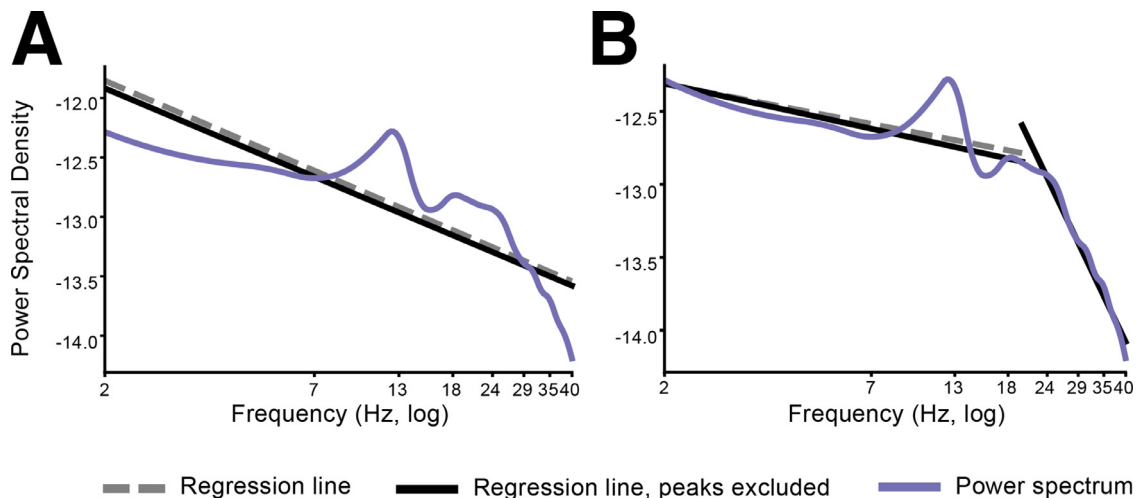 A
B
Power Spectral Density
-12.0
-12.5
-13.0
-13.5
-14.0
2 7 13 18 24 29 35 40
Frequency (Hz, log)
-12.5
-13.0
-13.5
-14.0
2 7 13 18 24 29 35 40
Frequency (Hz, log)
Regression line
Regression line, peaks excluded
Power spectrum